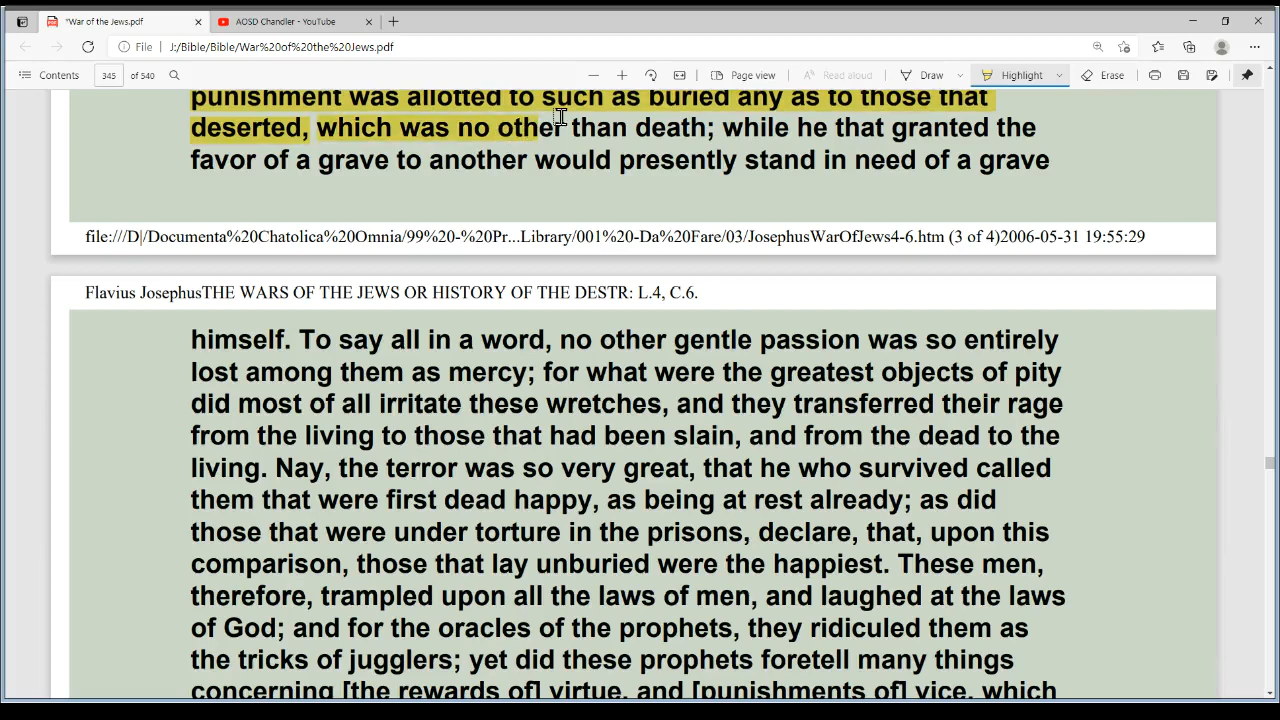 *War of the Jews.pdf
AOSD Chandler - YouTube
File
J:/Bible/Bible/War%20of%20the%20Jews.pdf
Contents
345
of 540
Page view
Read aloud
Draw
Highlight
Erase
punishment was allotted to such as buried any as to those that
deserted, which was no other than death; while he that granted the
favor of a grave to another would presently stand in need of a grave
file:///D|/Documenta%20Chatolica%20Omnia/99%20-%20Pr...Library/001%20-Da%20Fare/03/JosephusWarOfJews4-6.htm (3 of 4)2006-05-31 19:55:29
Flavius JosephusTHE WARS OF THE JEWS OR HISTORY OF THE DESTR: L.4, C.6.
himself. To say all in a word, no other gentle passion was so entirely
lost among them as mercy; for what were the greatest objects of pity
did most of all irritate these wretches, and they transferred their rage
from the living to those that had been slain, and from the dead to the
living. Nay, the terror was so very great, that he who survived called
them that were first dead happy, as being at rest already; as did
those that were under torture in the prisons, declare, that, upon this
comparison, those that lay unburied were the happiest. These men,
therefore, trampled upon all the laws of men, and laughed at the laws
of God; and for the oracles of the prophets, they ridiculed them as
the tricks of jugglers; yet did these prophets foretell many things
concerning [the rewards of] virtue, and [punishments of] vice, which